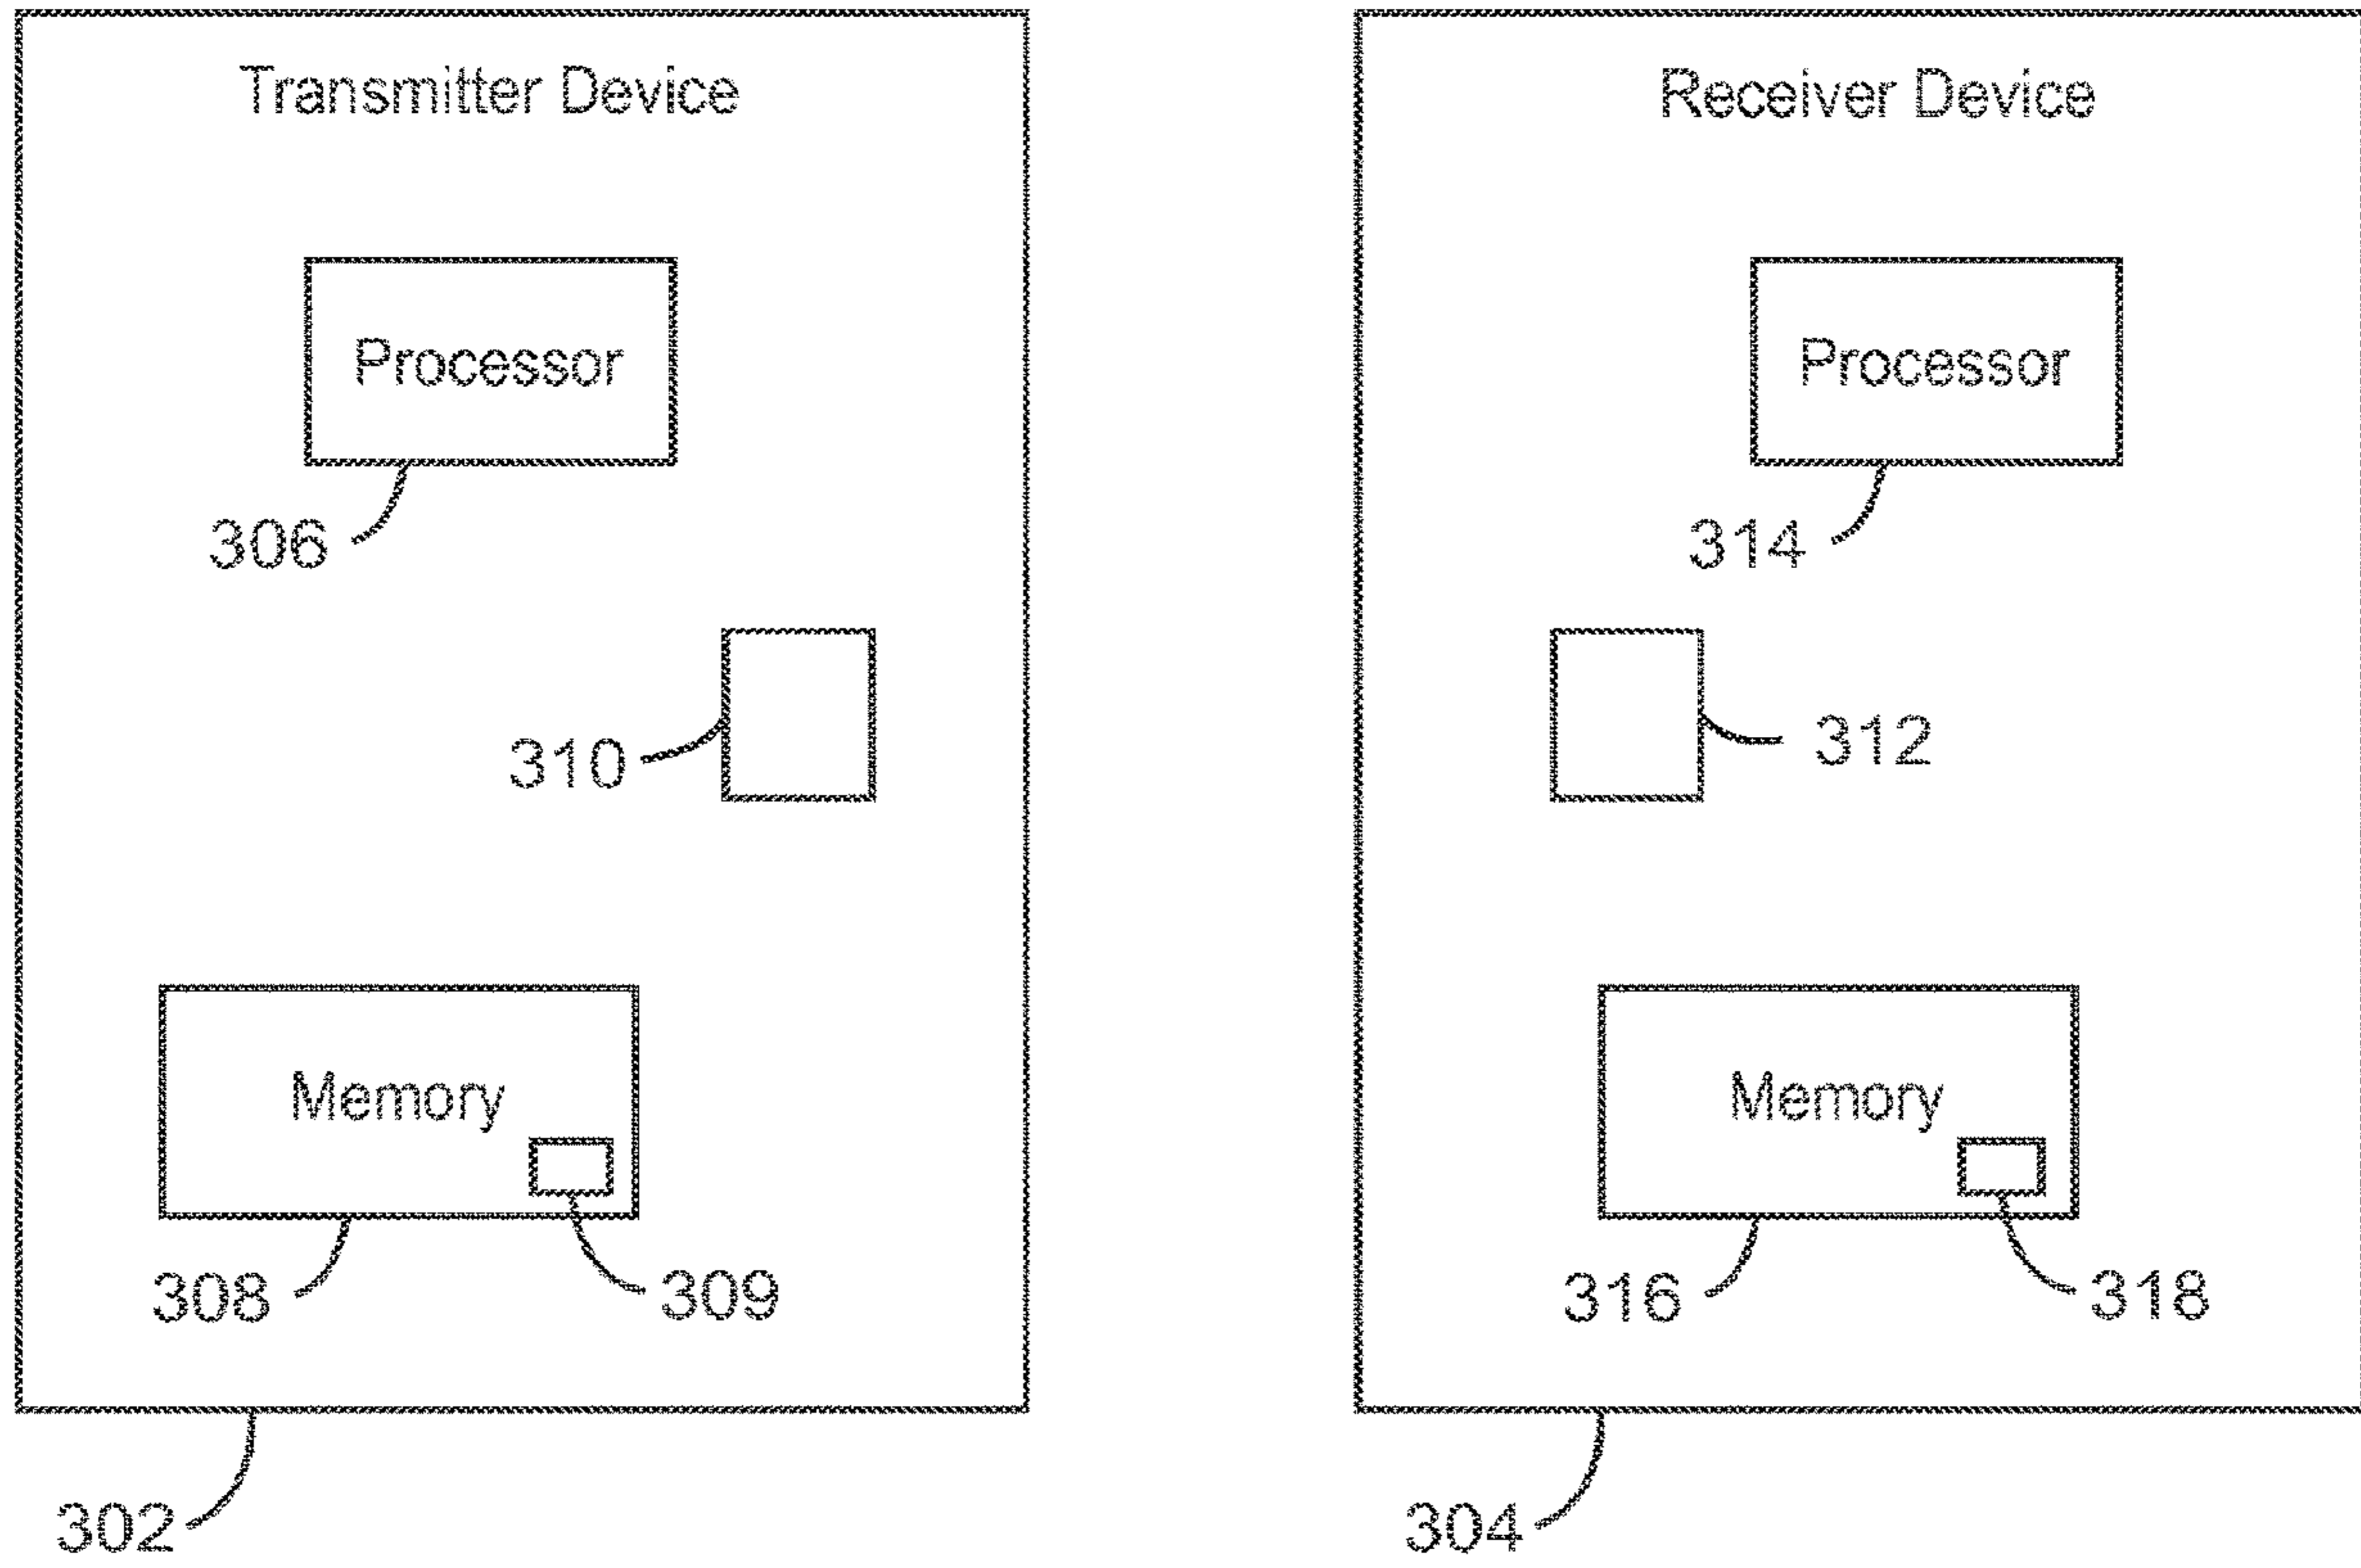 Transmitter Device
Receiver Device
Processor
Processor
306
314
310
312
Memory
Memory
308
309
316
318
302
304